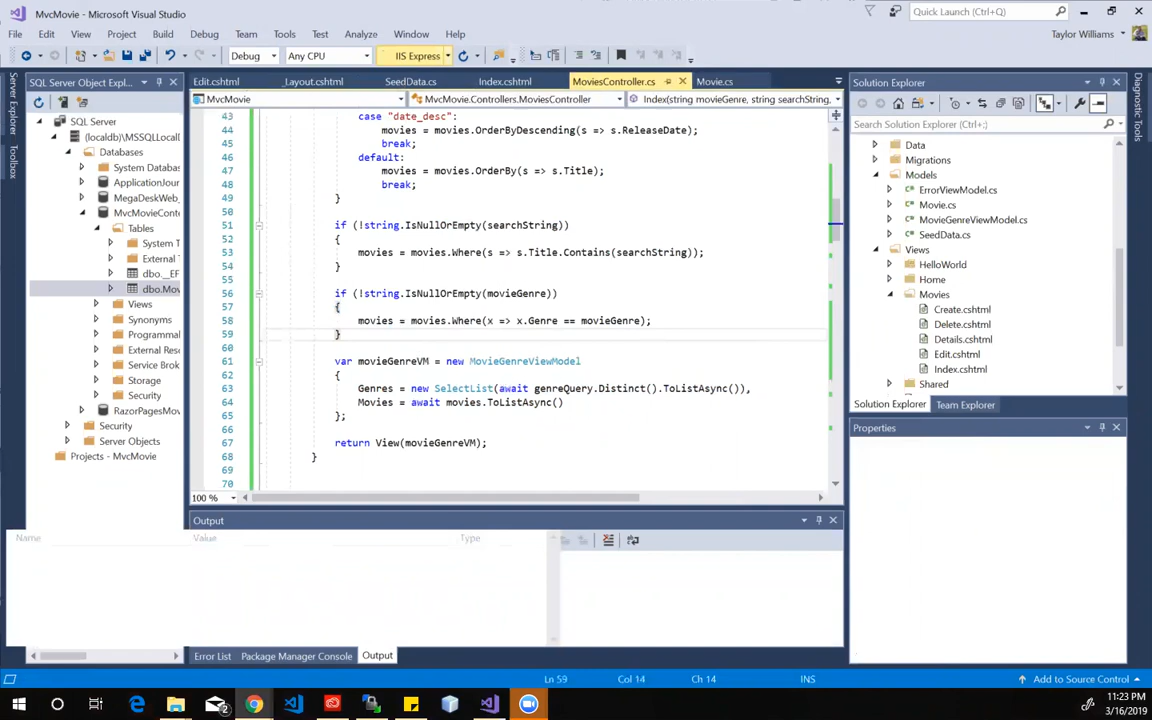 MvcMovie - Microsoft Visual Studio
Quick Launch (Ctrl+Q)
File Edit View Project Build Debug Team Tools Test Analyze Window Help
Taylor Williams
Debug Any CPU IIS Express
Server Explorer
Toolbox
SQL Server Object Expl...
SQL Server
(localdb)\MSSQLLocal(
Databases
System Databa
ApplicationJour
MegaDeskWeb_
MvcMovieConte
Tables
System T
External
dbo.__EF
dbo.Mov
Views
Synonyms
Programmal
External Res
Service Brok
Storage
Security
RazorPagesMov
Security
Server Objects
Projects - MvcMovie
Edit.cshtml _Layout.cshtml SeedData.cs Index.cshtml MoviesController.cs Movie.cs
MvcMovie MvcMovie.Controllers.MoviesController Index(string movieGenre, string searchString,
43 case "date_desc":
44 movies = movies.OrderByDescending(s => s.ReleaseDate);
45 break;
46 default:
47 movies = movies.OrderBy(s => s.Title);
48 break;
49 }
50
51 if (!string.IsNullOrEmpty(searchString))
52 {
53 movies = movies.Where(s => s.Title.Contains(searchString));
54 }
55
56 if (!string.IsNullOrEmpty(movieGenre))
57 {
58 movies = movies.Where(x => x.Genre == movieGenre);
59 }
60
61 var movieGenreVM = new MovieGenreViewModel
62 {
63 Genres = new SelectList(await genreQuery.Distinct().ToListAsync()),
64 Movies = await movies.ToListAsync()
65 };
66
67 return View(movieGenreVM);
68 }
69
70
100 %
Output
Name Value Type
Error List Package Manager Console Output
Solution Explorer
Search Solution Explorer (Ctrl+;)
Data
Migrations
Models
ErrorViewModel.cs
Movie.cs
MovieGenreViewModel.cs
SeedData.cs
Views
HelloWorld
Home
Movies
Create.cshtml
Delete.cshtml
Details.cshtml
Edit.cshtml
Index.cshtml
Shared
Solution Explorer Team Explorer
Properties
Diagnostic Tools
Ln 59 Col 14 Ch 14 INS Add to Source Control
2
11:23 PM
3/16/2019